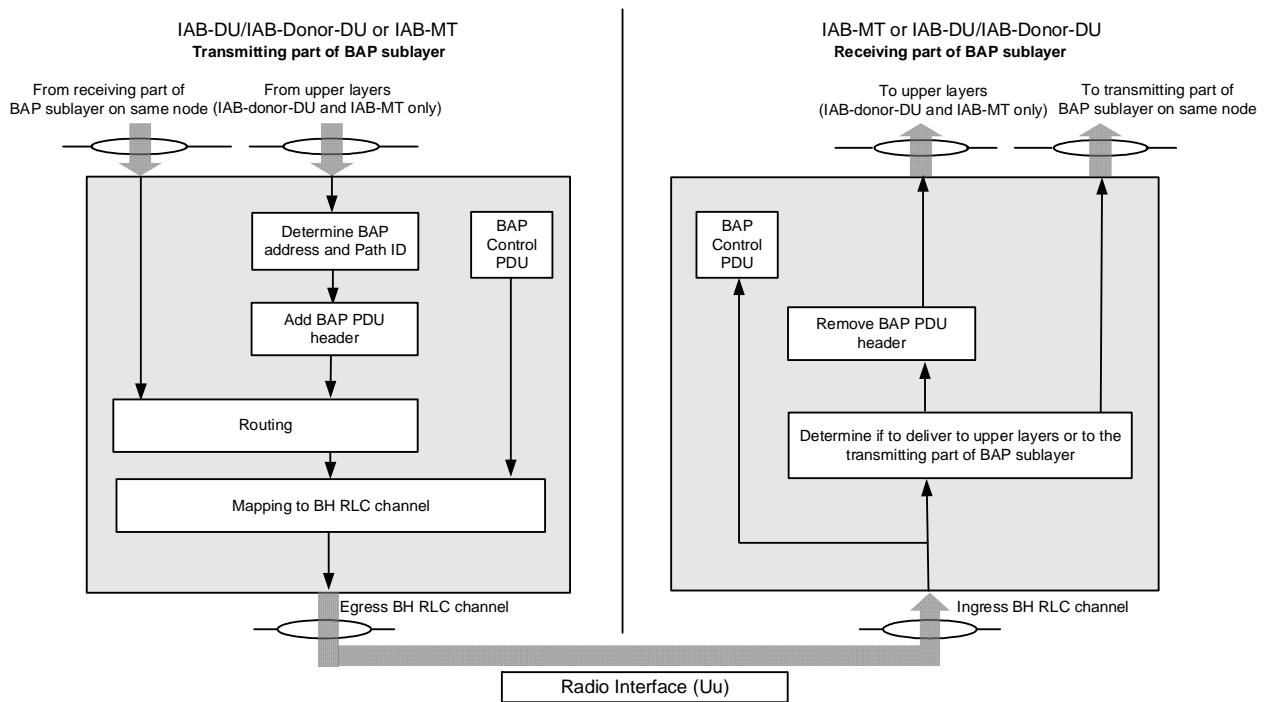 IAB-DU/IAB-Donor-DU or IAB-MT
Transmitting part of BAP sublayer
From receiving part of
BAP sublayer on same node
From upper layers
(IAB-donor-DU and IAB-MT only)
Determine BAP
address and Path ID
BAP
Control
PDU
Add BAP PDU
header
Routing
Mapping to BH RLC channel
Egress BH RLC channel
IAB-MT or IAB-DU/IAB-Donor-DU
Receiving part of BAP sublayer
To upper layers
(IAB-donor-DU and IAB-MT only)
To transmitting part of
BAP sublayer on same node
BAP
Control
PDU
Remove BAP PDU
header
Determine if to deliver to upper layers or to the
transmitting part of BAP sublayer
Ingress BH RLC channel
Radio Interface (Uu)